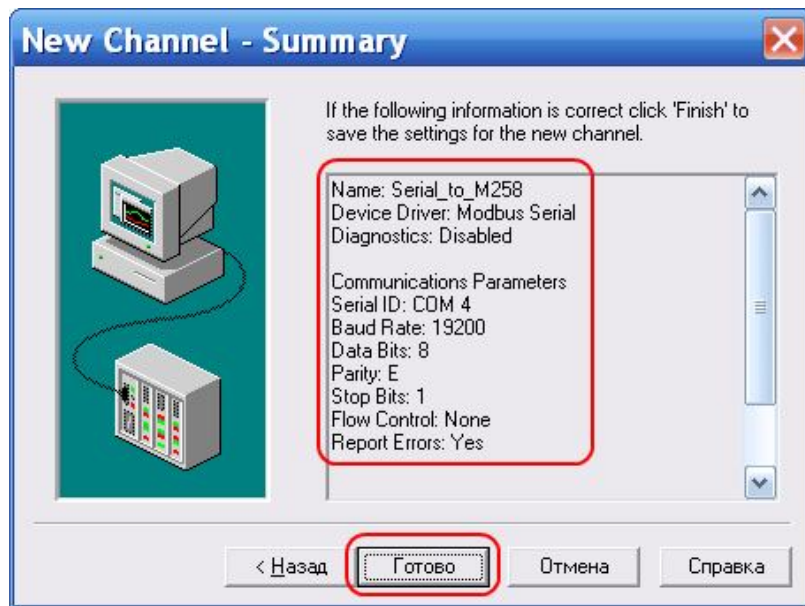 New Channel - Summary
If the following information is correct click 'Finish' to
save the settings for the new channel.
Name: Serial_to_M258
Device Driver: Modbus Serial
Diagnostics: Disabled
Communications Parameters
Serial ID: COM 4
Baud Rate: 19200
Data Bits: 8
Parity: E
Stop Bits: 1
Flow Control: None
Report Errors: Yes
< Назад Готово Отмена Справка